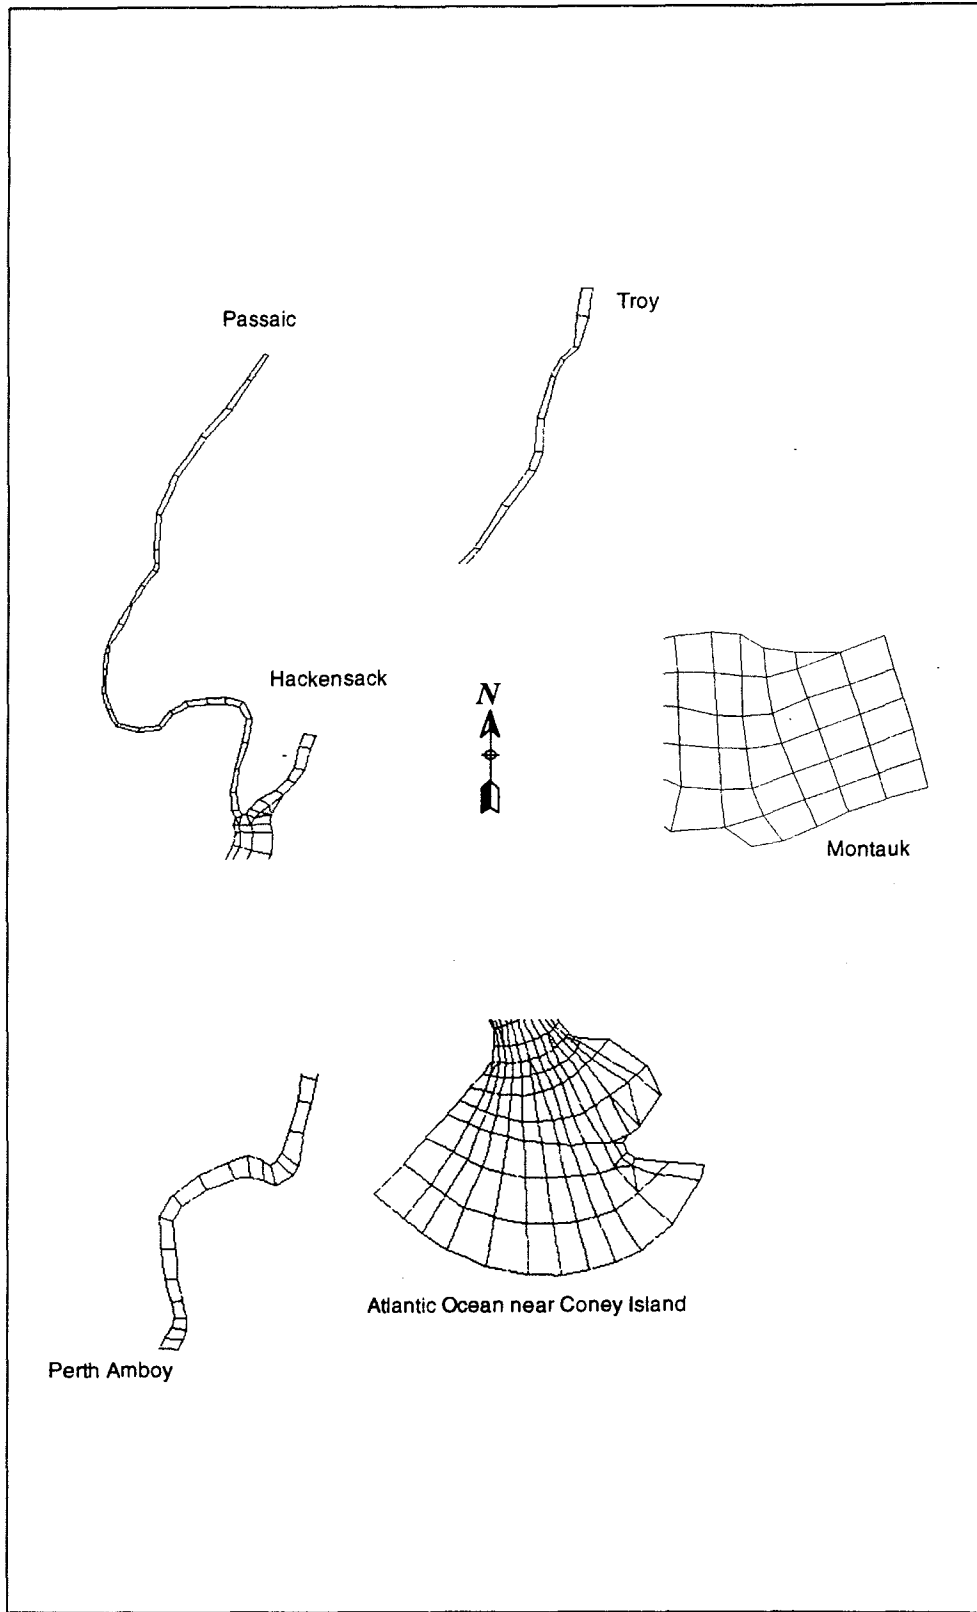 Troy
Passaic
Hackensack
N
Montauk
Atlantic Ocean near Coney Island
Perth Amboy